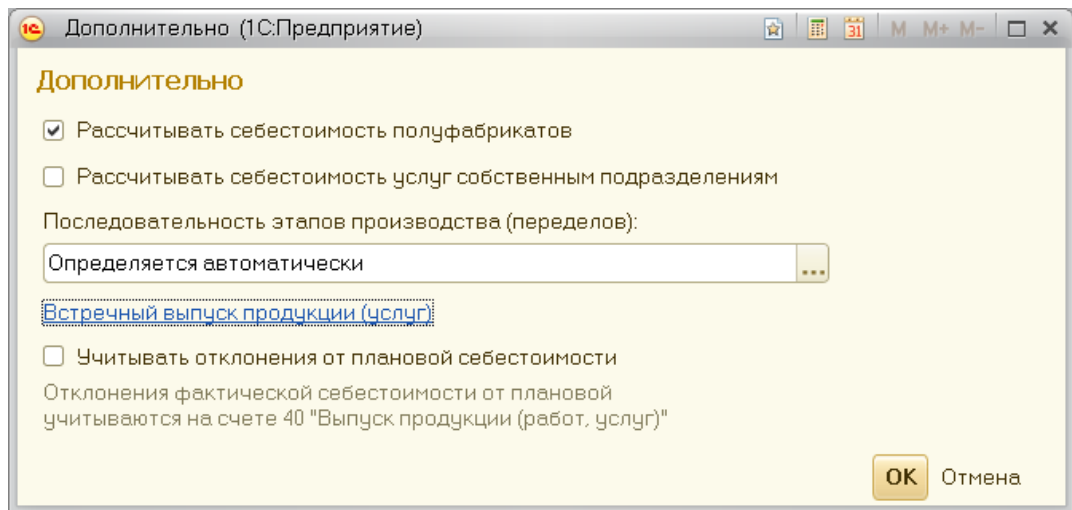 1С Дополнительно (1С:Предприятие) 31 M M+ M-
Дополнительно
Рассчитывать себестоимость полуфабрикатов
Рассчитывать себестоимость услуг собственным подразделениям
Последовательность этапов производства (переделов):
Определяется автоматически ...
Встречный выпуск продукции (услуг)
Учитывать отклонения от плановой себестоимости
Отклонения фактической себестоимости от плановой
учитываются на счете 40 "Выпуск продукции (работ, услуг)"
ОК Отмена